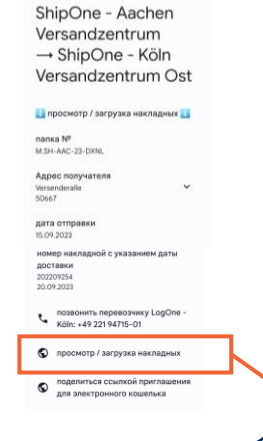 ShipOne - Aachen
Versandzentrum
→ ShipOne - Köln
Versandzentrum Ost
⬇️ просмотр / загрузка накладных ⬇️
папка №
M.SH-AAC-23-DXNL
Адрес получателя
Versenderalle
50667
дата отправки
15.09.2023
номер накладной с указанием даты
доставки
202209254
20.09.2023
позвонить перевозчику LogOne -
Köln: +49 221 94715-01
просмотр / загрузка накладных
поделиться ссылкой приглашения
для электронного кошелька